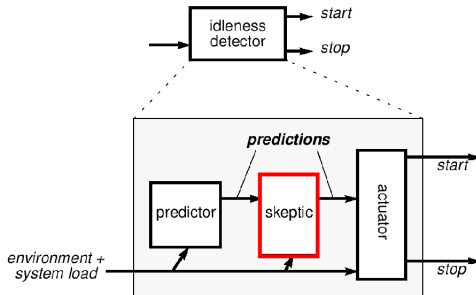 idleness
detector
start
stop
predictions
predictor
skeptic
actuator
start
stop
environment +
system load